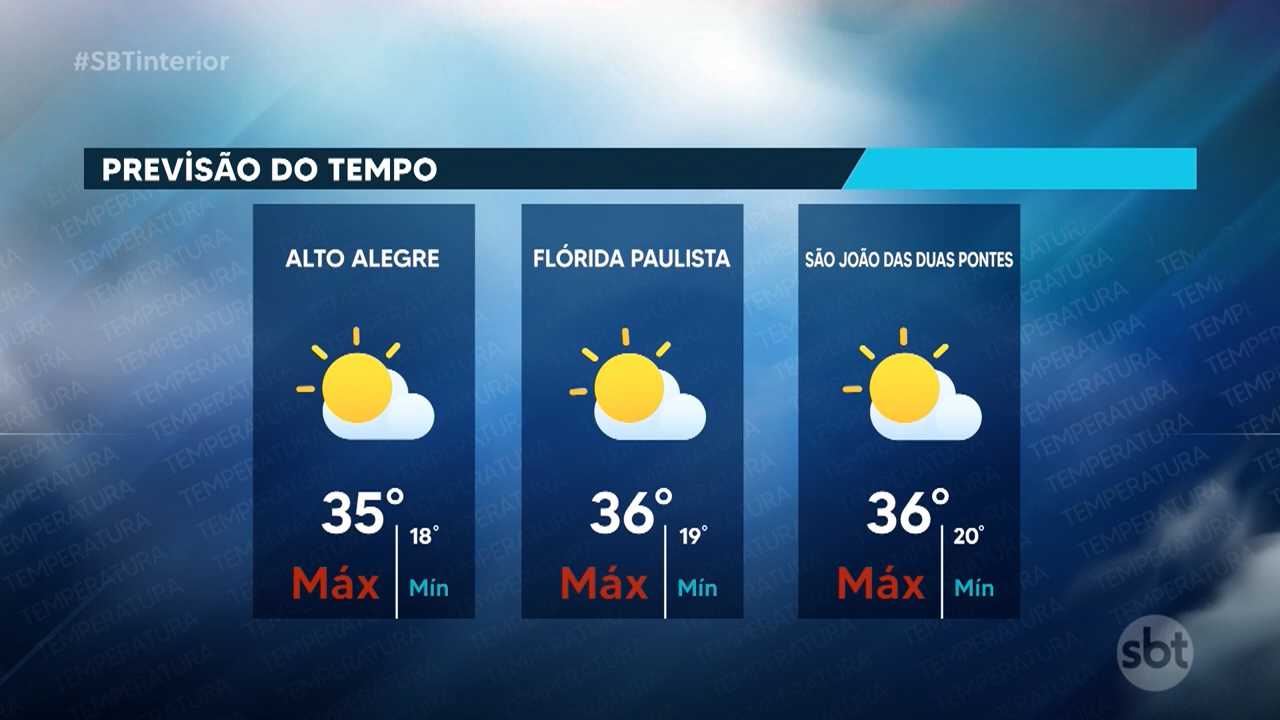 #SBTinterior
PREVISÃO DO TEMPO
ALTO ALEGRE
35°
18°
Máx
Mín
FLÓRIDA PAULISTA
36°
19°
Máx
Mín
SÃO JOÃO DAS DUAS PONTES
36°
20°
Máx
Mín
TEMPERATURA
sbt